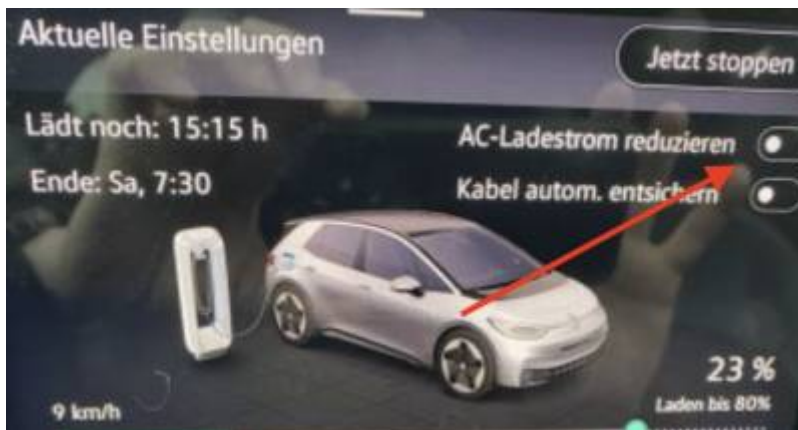 Aktuelle Einstellungen
Jetzt stoppen
Lädt noch: 15:15 h
AC-Ladestrom reduzieren
Ende: Sa, 7:30
Kabel autom. entsichern
23 %
Laden bis 80%
9 km/h